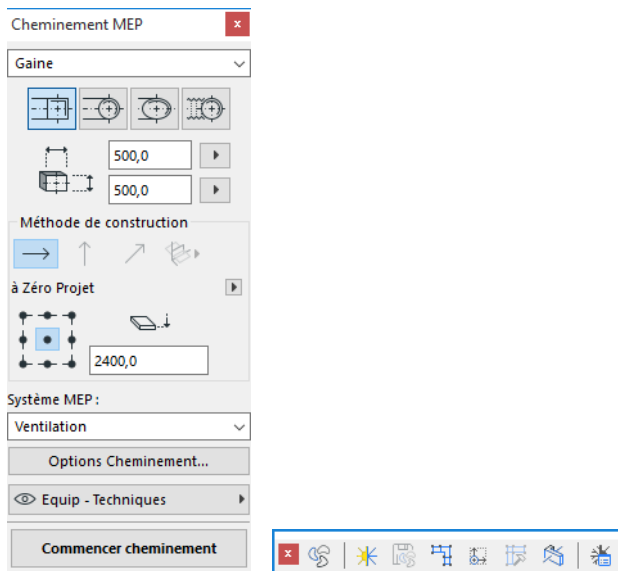 Cheminement MEP
Gaine
500,0
500,0
Méthode de construction
à Zéro Projet
2400,0
Système MEP :
Ventilation
Options Cheminement...
Equip - Techniques
Commencer cheminement